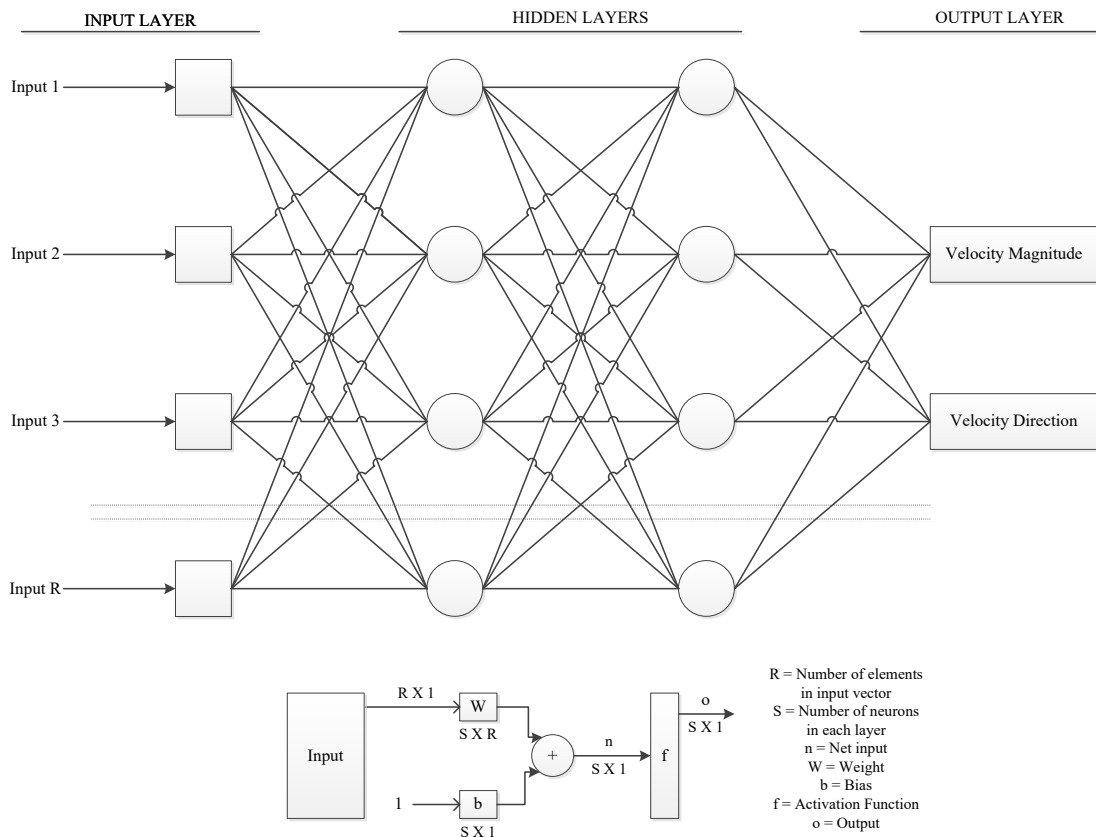 INPUT LAYER
HIDDEN LAYERS
OUTPUT LAYER
Input 1
Input 2
Velocity Magnitude
Input 3
Velocity Direction
Input R
Input
R X 1
W
S X R
1
b
S X 1
+
n
S X 1
f
o
S X 1
R = Number of elements
in input vector
S = Number of neurons
in each layer
n = Net input
W = Weight
b = Bias
f = Activation Function
o = Output